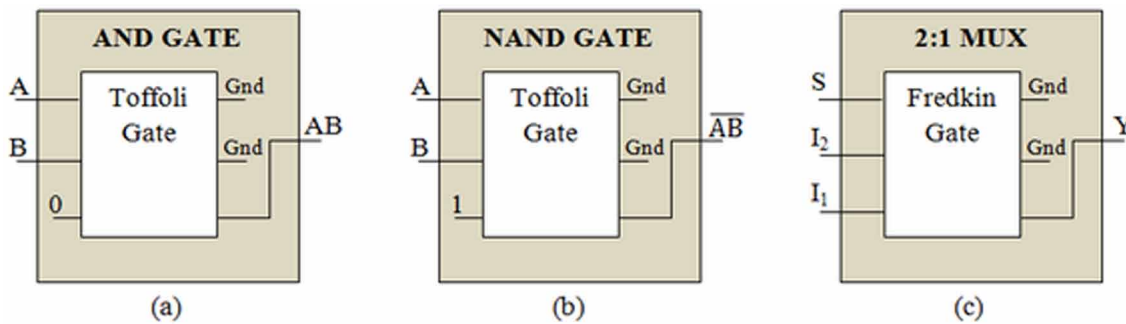 AND GATE
A
B
0
Toffoli
Gate
Gnd
Gnd
AB
(a)
NAND GATE
A
B
1
Toffoli
Gate
Gnd
Gnd
A̅B̅
(b)
2:1 MUX
S
I₂
I₁
Fredkin
Gate
Gnd
Gnd
Y
(c)